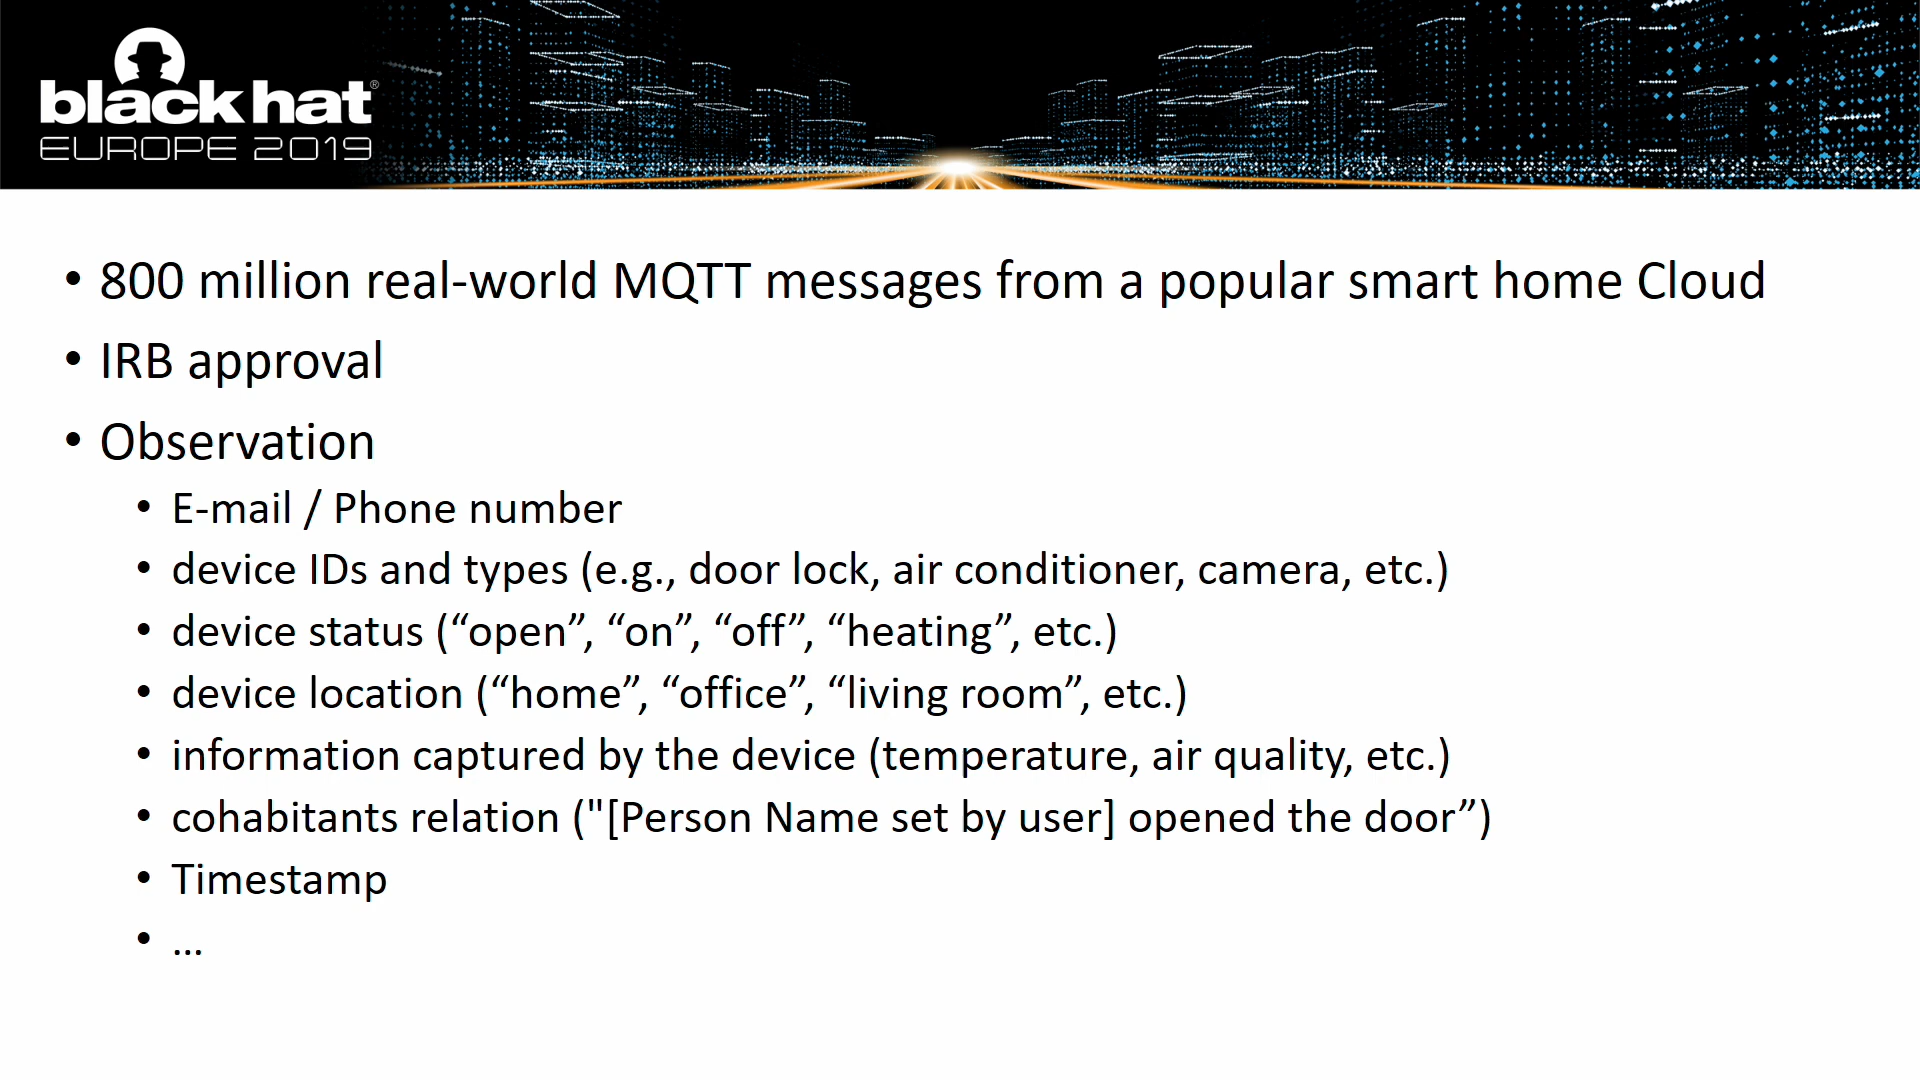 blackhat®
EUROPE 2019
• 800 million real-world MQTT messages from a popular smart home Cloud
• IRB approval
• Observation
• E-mail / Phone number
• device IDs and types (e.g., door lock, air conditioner, camera, etc.)
• device status (“open”, “on”, “off”, “heating”, etc.)
• device location (“home”, “office”, “living room”, etc.)
• information captured by the device (temperature, air quality, etc.)
• cohabitants relation ("[Person Name set by user] opened the door”)
• Timestamp
• ...